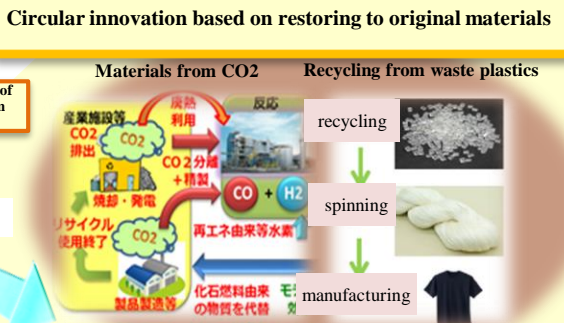 Circular innovation based on restoring to original materials
of
Materials from CO2
Recycling from waste plastics
産業施設等
CO2
排出
CO2
廃熱
利用
反応
CO2分離
+精製
焼却・発電
CO + H2
リサイクル
使用終了
CO2
再エネ由来等水素
製品製造等
化石燃料由来
の物質を代替
recycling
spinning
manufacturing